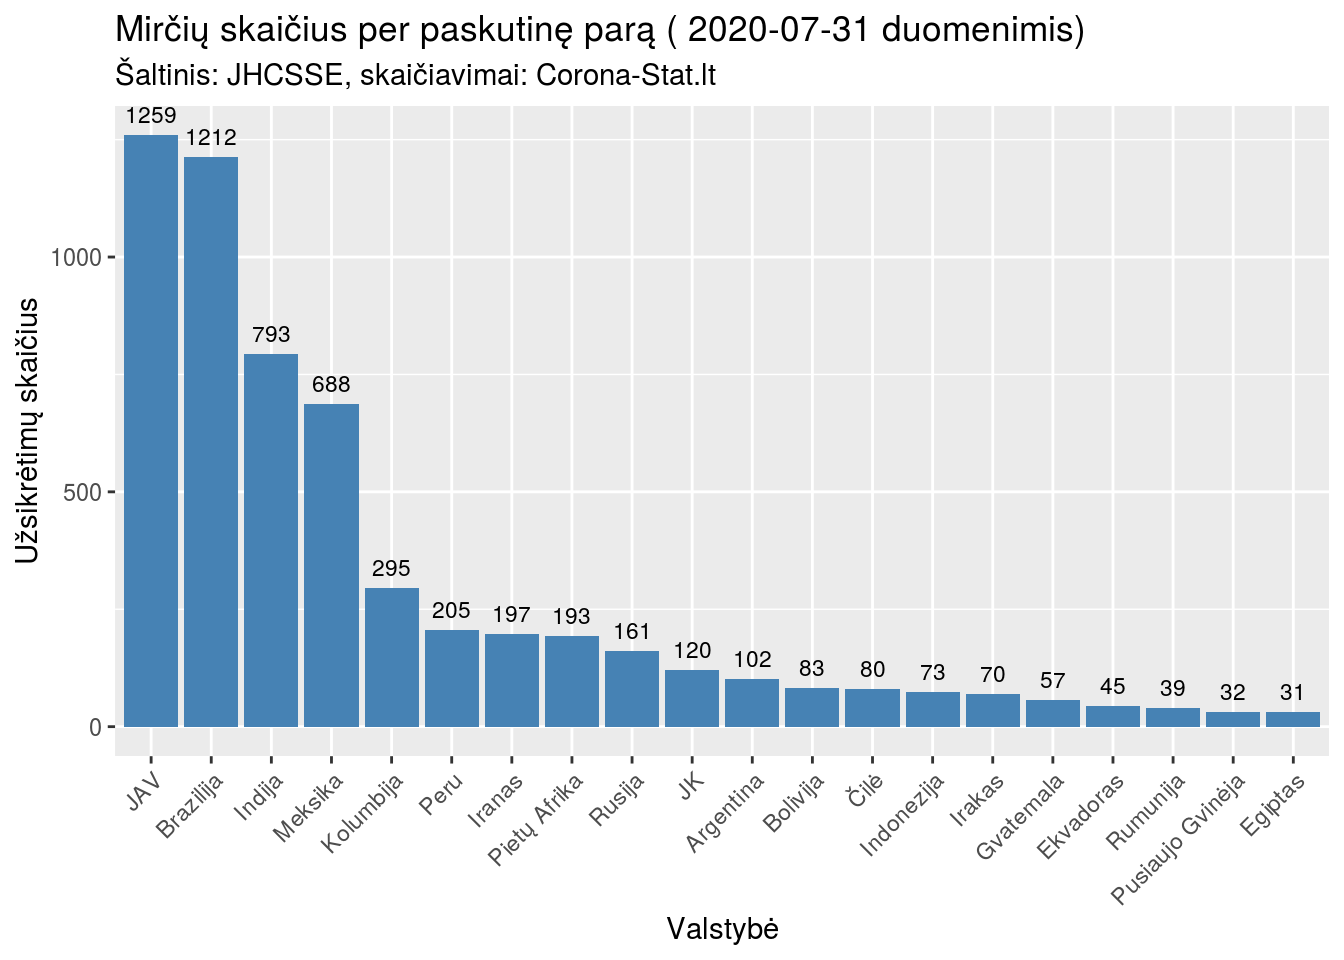 Mirčių skaičius per paskutinę parą ( 2020-07-31 duomenimis)
Šaltinis: JHCSSE, skaičiavimai: Corona-Stat.lt
Užsikrėtimų skaičius
1000
500
0
1259
1212
793
688
295
205
197
193
161
120
102
83
80
73
70
57
45
39
32
31
JAV
Brazilija
Indija
Meksika
Kolumbija
Peru
Iranas
Pietų Afrika
Rusija
JK
Argentina
Bolivija
Čilė
Indonezija
Irakas
Gvatemala
Ekvadoras
Rumunija
Pusiaujo Gvinėja
Egiptas
Valstybė